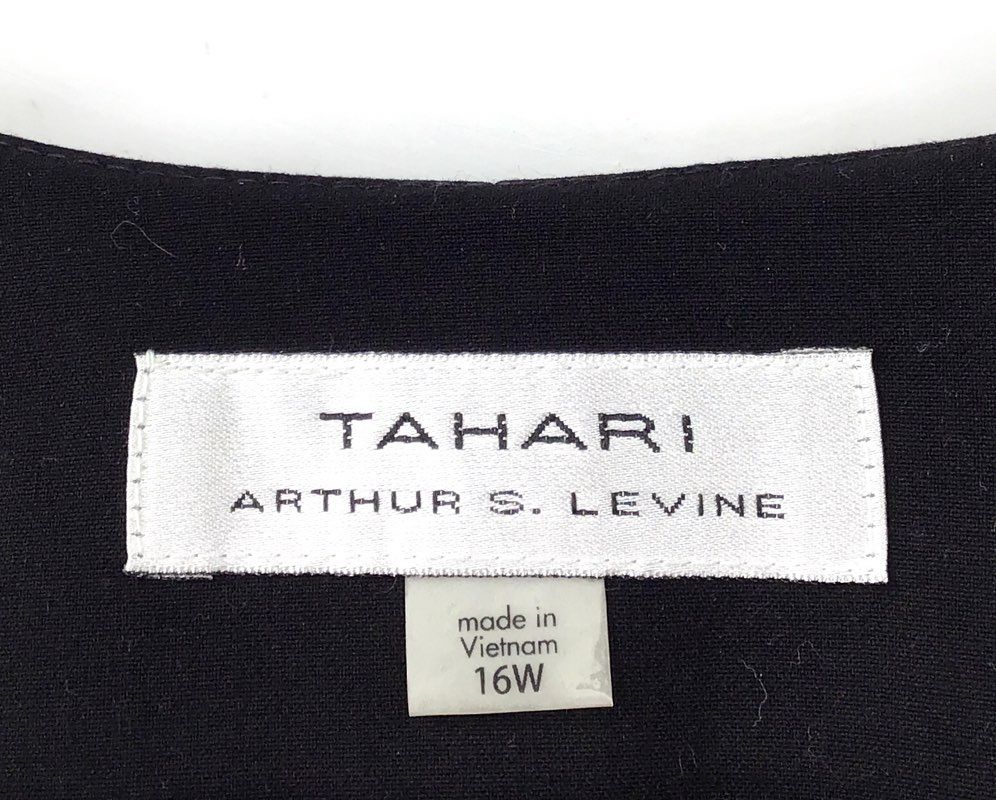 TAHARI
ARTHUR S. LEVINE
made in
Vietnam
16W